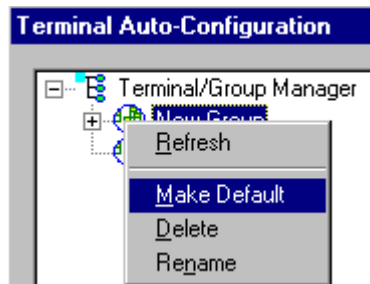 Terminal Auto-Configuration
Terminal/Group Manager
New Group
Refresh
Make Default
Delete
Rename